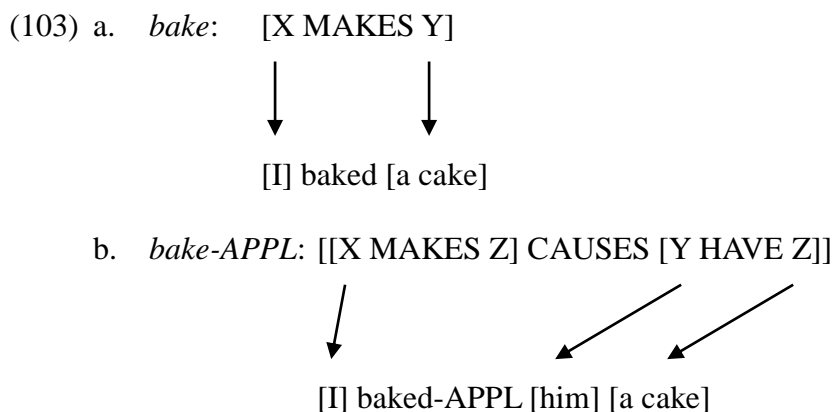 (103) a. bake: [X MAKES Y]
[I] baked [a cake]
b. bake-APPL: [[X MAKES Z] CAUSES [Y HAVE Z]]
[I] baked-APPL [him] [a cake]